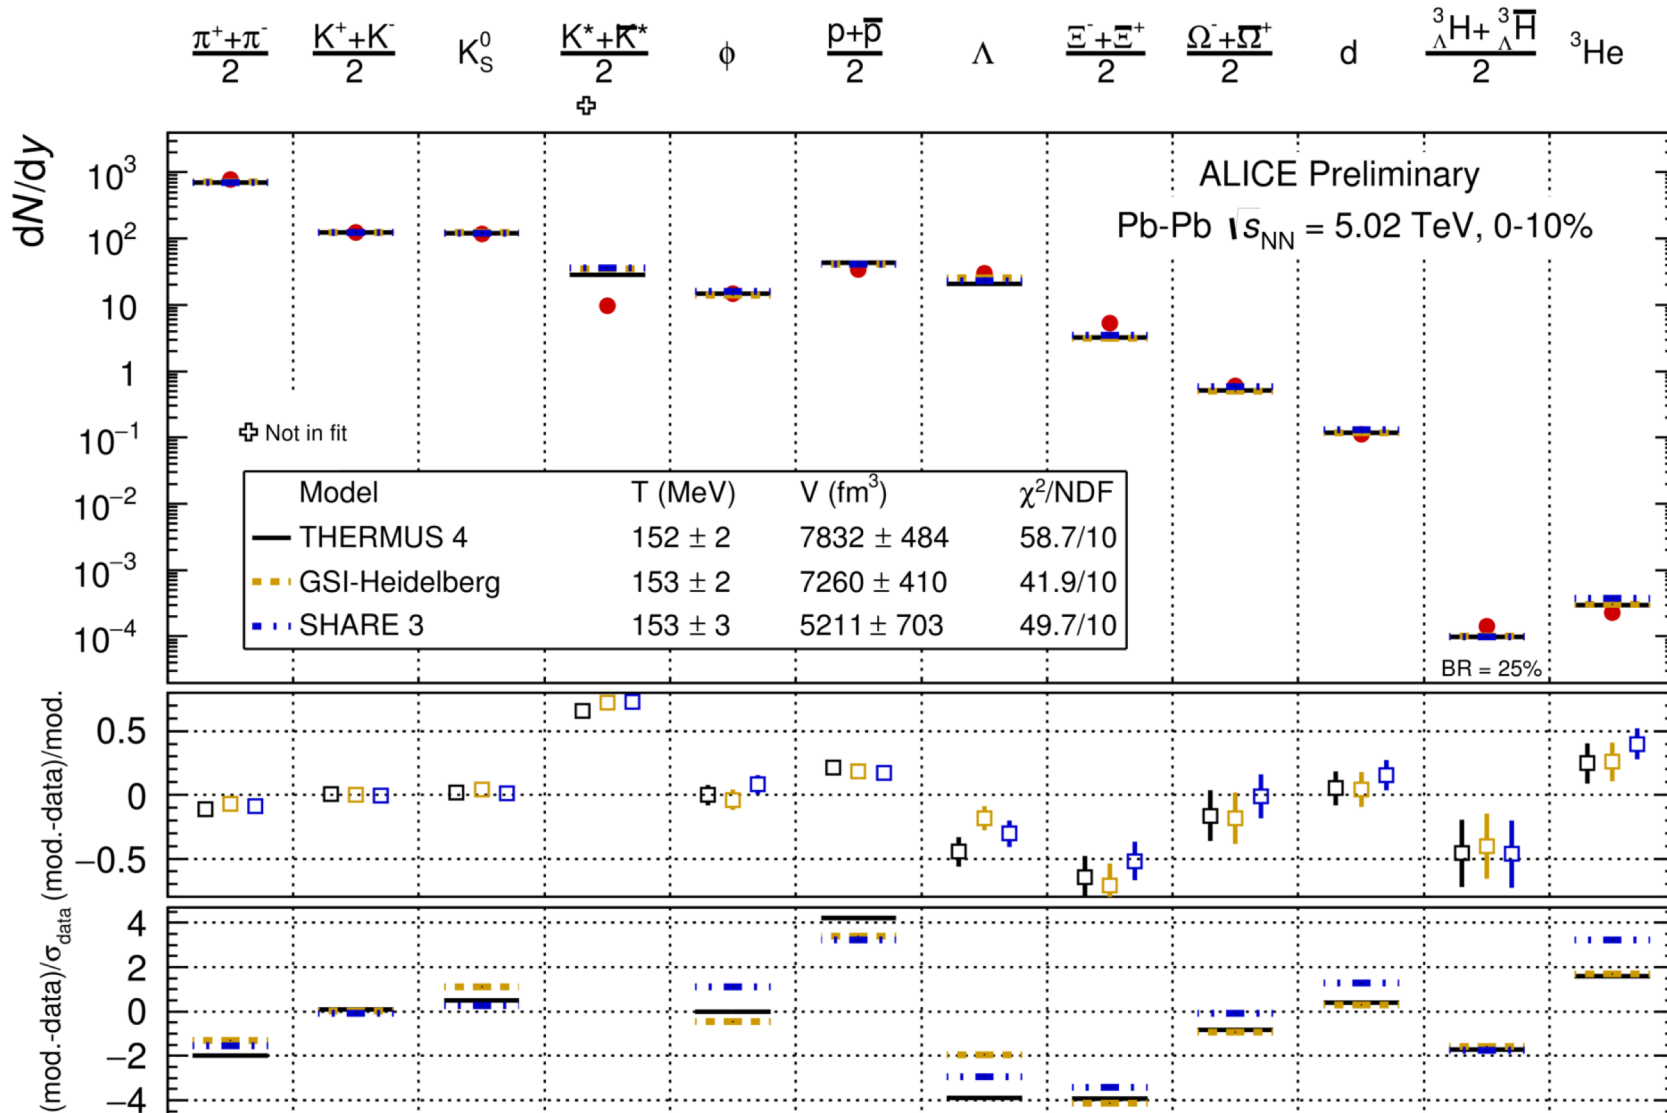 π⁺+π⁻/2 K⁺+K⁻/2 K⁰S K*+K̅*/2 ϕ p+p̅/2 Λ Ξ⁻+Ξ̅⁺/2 Ω⁻+Ω̅⁺/2 d ³ΛH+³ΛH̅/2 ³He
dN/dy
10³
10²
10
1
10⁻¹
10⁻²
10⁻³
10⁻⁴
ALICE Preliminary
Pb-Pb √sNN = 5.02 TeV, 0-10%
Not in fit
Model T (MeV) V (fm³) χ²/NDF
THERMUS 4 152 ± 2 7832 ± 484 58.7/10
GSI-Heidelberg 153 ± 2 7260 ± 410 41.9/10
SHARE 3 153 ± 3 5211 ± 703 49.7/10
BR = 25%
(mod.-data)/mod.
0.5
0
−0.5
(mod.-data)/σdata
4
2
0
−2
−4